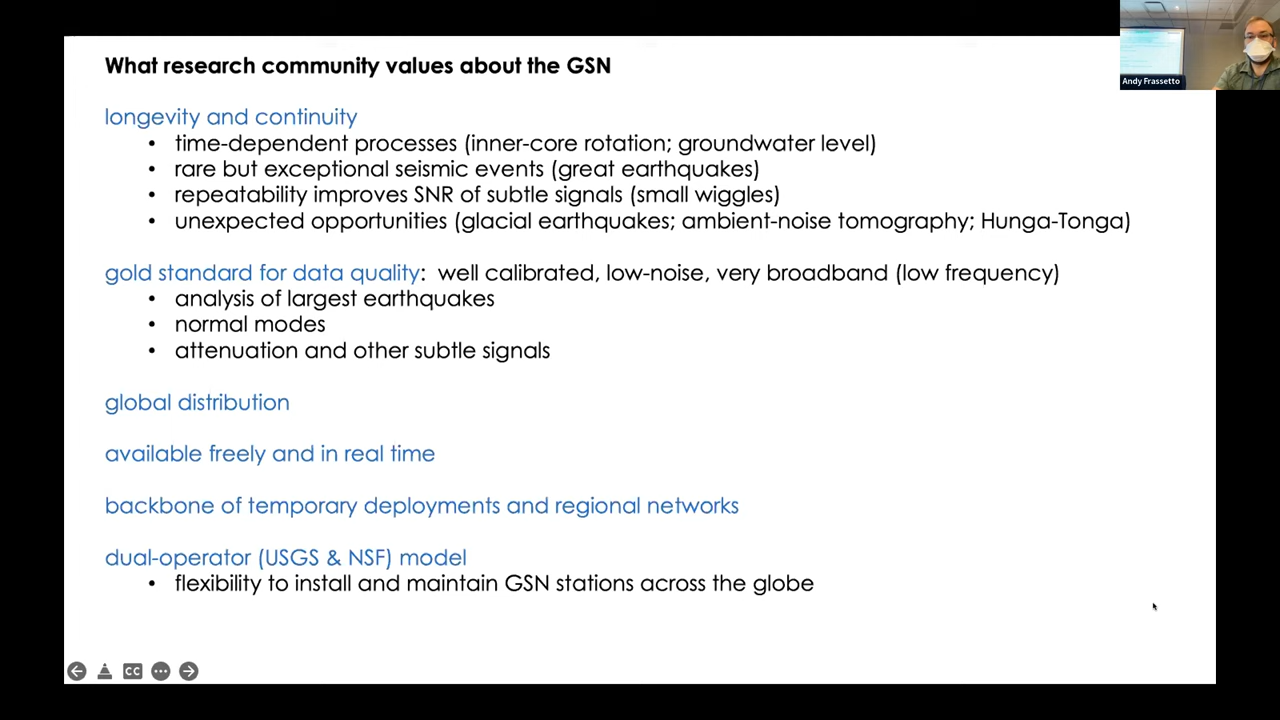 What research community values about the GSN
Andy Frassetto
longevity and continuity
• time-dependent processes (inner-core rotation; groundwater level)
• rare but exceptional seismic events (great earthquakes)
• repeatability improves SNR of subtle signals (small wiggles)
• unexpected opportunities (glacial earthquakes; ambient-noise tomography; Hunga-Tonga)
gold standard for data quality: well calibrated, low-noise, very broadband (low frequency)
• analysis of largest earthquakes
• normal modes
• attenuation and other subtle signals
global distribution
available freely and in real time
backbone of temporary deployments and regional networks
dual-operator (USGS & NSF) model
• flexibility to install and maintain GSN stations across the globe
CC